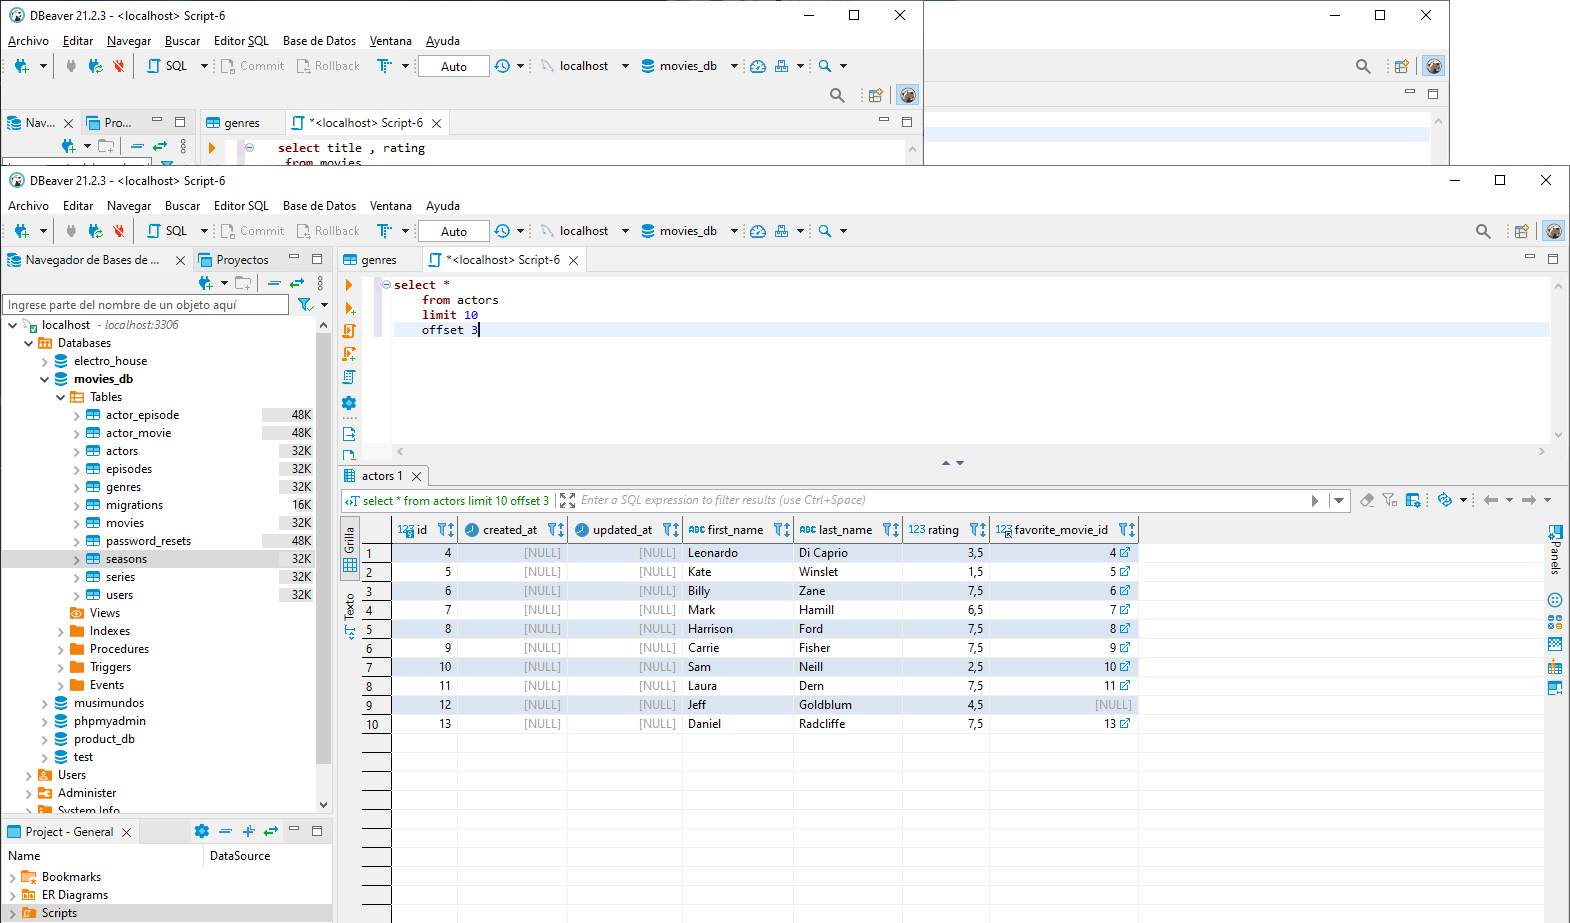 DBeaver 21.2.3 - <localhost> Script-6
Archivo Editar Navegar Buscar Editor SQL Base de Datos Ventana Ayuda
SQL Commit Rollback Auto localhost movies_db
Nav... Pro... genres *<localhost> Script-6
select title , rating
from movies
DBeaver 21.2.3 - <localhost> Script-6
Archivo Editar Navegar Buscar Editor SQL Base de Datos Ventana Ayuda
SQL Commit Rollback Auto localhost movies_db
Navegador de Bases de ... Proyectos genres *<localhost> Script-6
Ingrese parte del nombre de un objeto aquí
localhost - localhost:3306
Databases
electro_house
movies_db
Tables
actor_episode 48K
actor_movie 48K
actors 32K
episodes 32K
genres 32K
migrations 16K
movies 32K
password_resets 48K
seasons 32K
series 32K
users 32K
Views
Indexes
Procedures
Triggers
Events
musimundos
phpmyadmin
product_db
test
Users
Administer
System Info
Project - General
Name DataSource
Bookmarks
ER Diagrams
Scripts
select *
from actors
limit 10
offset 3
actors 1
select * from actors limit 10 offset 3 Enter a SQL expression to filter results (use Ctrl+Space)
Grilla
Texto
123 id created_at updated_at ABC first_name ABC last_name 123 rating 123 favorite_movie_id
1 4 [NULL] [NULL] Leonardo Di Caprio 3,5 4
2 5 [NULL] [NULL] Kate Winslet 1,5 5
3 6 [NULL] [NULL] Billy Zane 7,5 6
4 7 [NULL] [NULL] Mark Hamill 6,5 7
5 8 [NULL] [NULL] Harrison Ford 7,5 8
6 9 [NULL] [NULL] Carrie Fisher 7,5 9
7 10 [NULL] [NULL] Sam Neill 2,5 10
8 11 [NULL] [NULL] Laura Dern 7,5 11
9 12 [NULL] [NULL] Jeff Goldblum 4,5 [NULL]
10 13 [NULL] [NULL] Daniel Radcliffe 7,5 13
Panels